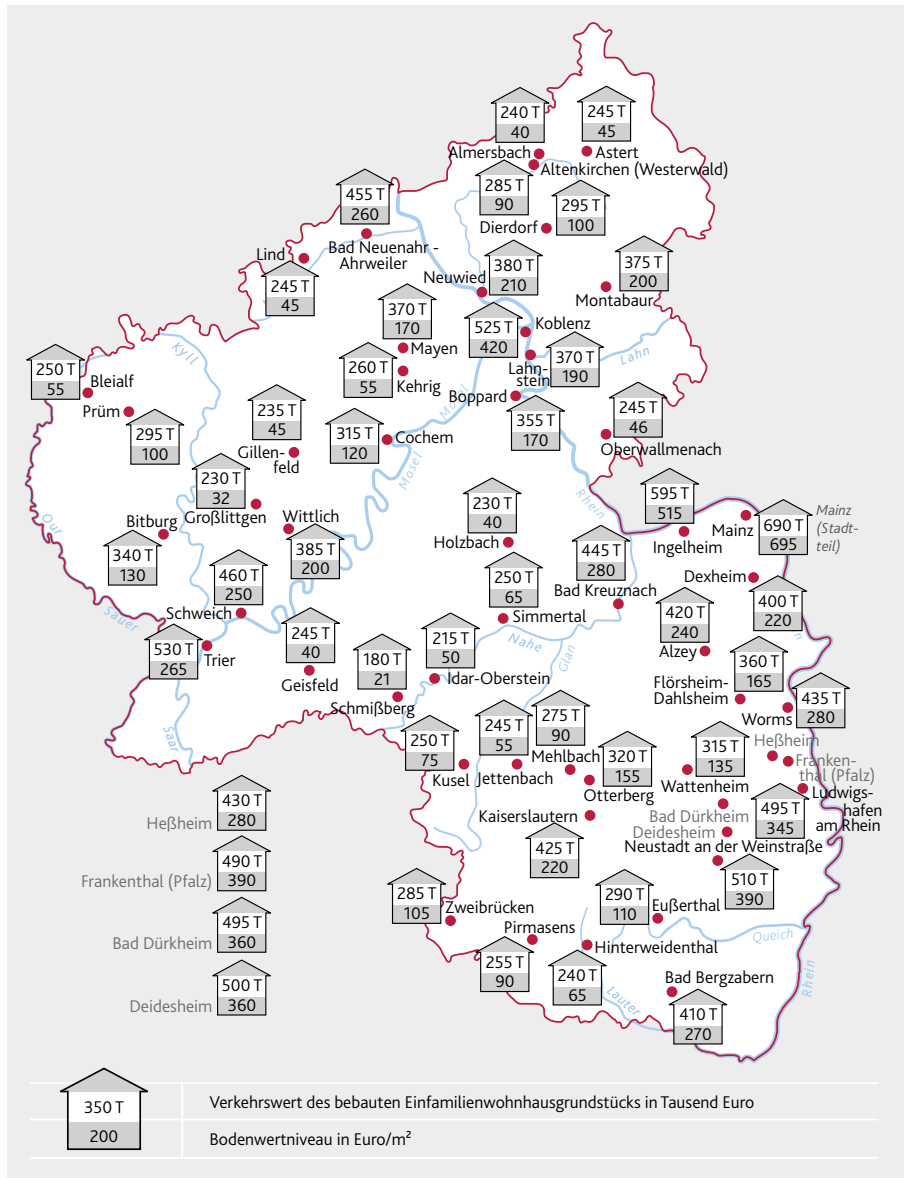 240 T
40
245 T
45
Almersbach
Astert
Altenkirchen (Westerwald)
285 T
90
455 T
260
295 T
100
Dierdorf
Bad Neuenahr -
Ahrweiler
Lind
245 T
45
380 T
210
Neuwied
375 T
200
Montabaur
370 T
170
Mayen
525 T
420
Koblenz
Lahn
Kyll
250 T
55
Bleialf
260 T
55
Kehrig
Lahn-
stein
370 T
190
Mosel
Boppard
Prüm
295 T
100
235 T
45
Gillen-
feld
315 T
120
Cochem
355 T
170
245 T
46
Oberwallmenach
Mosel
230 T
32
Großlittgen
Rhein
230 T
40
Holzbach
595 T
515
Ingelheim
Mainz
690 T
695
Mainz
(Stadt-
teil)
Our
Bitburg
340 T
130
Wittlich
385 T
200
445 T
280
Bad Kreuznach
Dexheim
400 T
220
460 T
250
Schweich
250 T
65
Simmertal
420 T
240
Alzey
Sauer
530 T
265
Trier
245 T
40
Geisfeld
215 T
50
Idar-Oberstein
Nahe
Glan
180 T
21
Schmißberg
Flörsheim-
Dahlsheim
360 T
165
Worms
435 T
280
Saar
250 T
75
Kusel
245 T
55
Jettenbach
275 T
90
Mehlbach
320 T
155
Otterberg
315 T
135
Wattenheim
Heßheim
Franken-
thal (Pfalz)
Ludwigs-
hafen
am Rhein
495 T
345
Kaiserslautern
425 T
220
Bad Dürkheim
Deidesheim
Neustadt an der Weinstraße
510 T
390
Heßheim
430 T
280
Frankenthal (Pfalz)
490 T
390
Bad Dürkheim
495 T
360
Deidesheim
500 T
360
285 T
105
Zweibrücken
290 T
110
Eußerthal
Queich
Pirmasens
255 T
90
Hinterweidenthal
240 T
65
Lauter
Bad Bergzabern
410 T
270
Rhein
350 T
200
Verkehrswert des bebauten Einfamilienwohnhausgrundstücks in Tausend Euro
Bodenwertniveau in Euro/m²